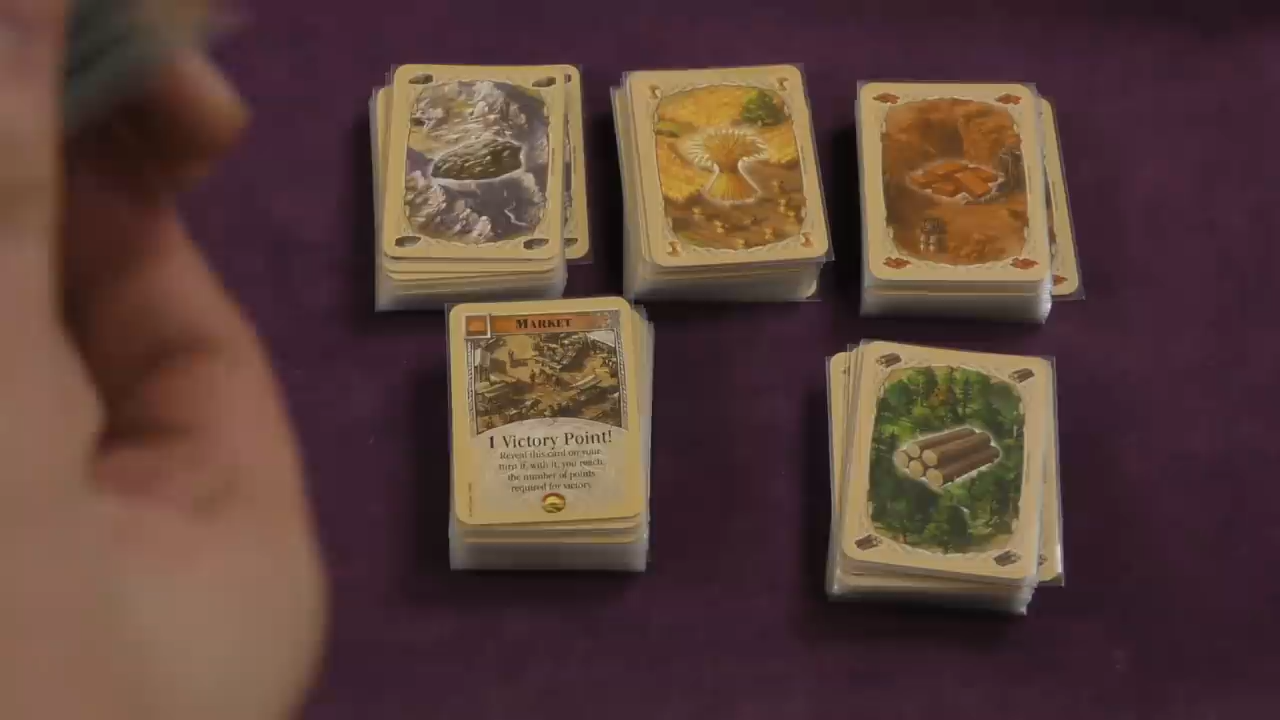 MARKET
1 Victory Point!
Reveal this card on your
turn if, with it, you reach
the number of points
required for victory.